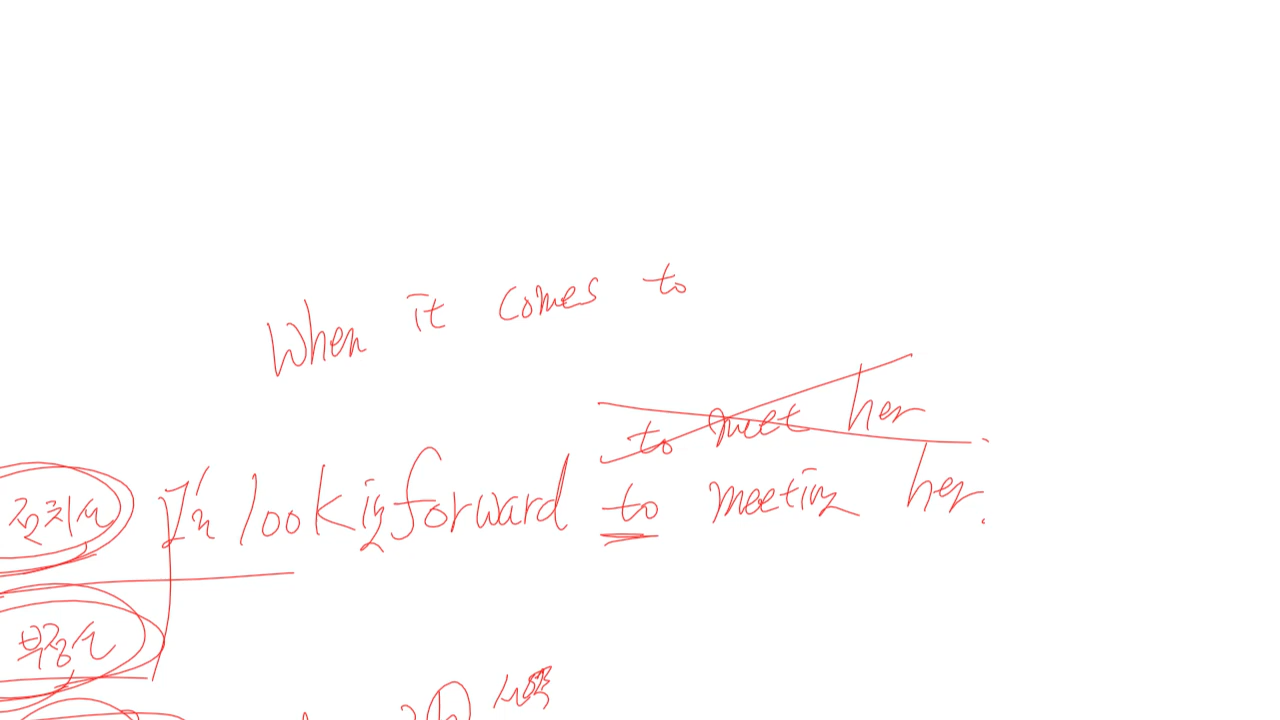 When it comes to
to meet her
전치사 I'm looking forward to meeting her.
부정사